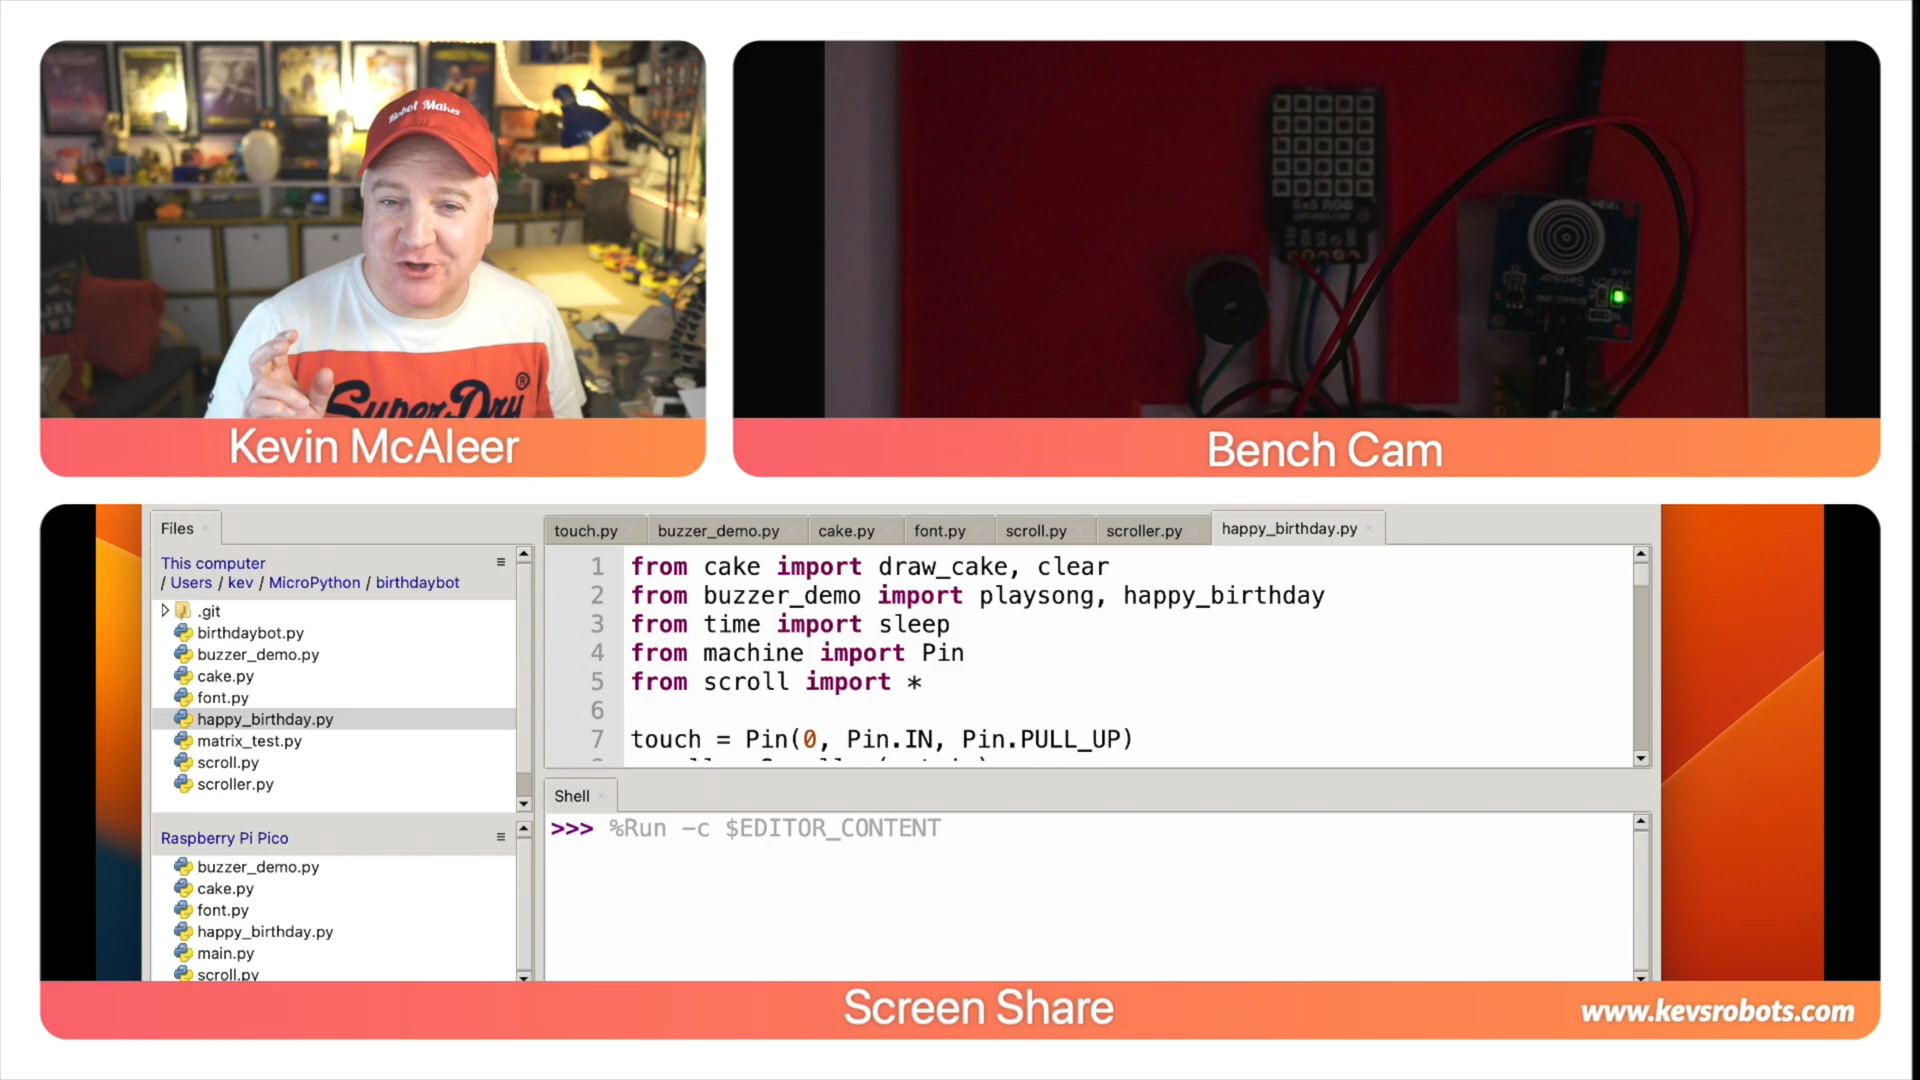 Robot Maker
SuperDry®
Kevin McAleer
5x5 RGB
Bench Cam
Files
This computer
/ Users / kev / MicroPython / birthdaybot
.git
birthdaybot.py
buzzer_demo.py
cake.py
font.py
happy_birthday.py
matrix_test.py
scroll.py
scroller.py
Raspberry Pi Pico
buzzer_demo.py
cake.py
font.py
happy_birthday.py
main.py
scroll.py
touch.py buzzer_demo.py cake.py font.py scroll.py scroller.py happy_birthday.py
1 from cake import draw_cake, clear
2 from buzzer_demo import playsong, happy_birthday
3 from time import sleep
4 from machine import Pin
5 from scroll import *
6
7 touch = Pin(0, Pin.IN, Pin.PULL_UP)
Shell
>>> %Run -c $EDITOR_CONTENT
Screen Share
www.kevsrobots.com